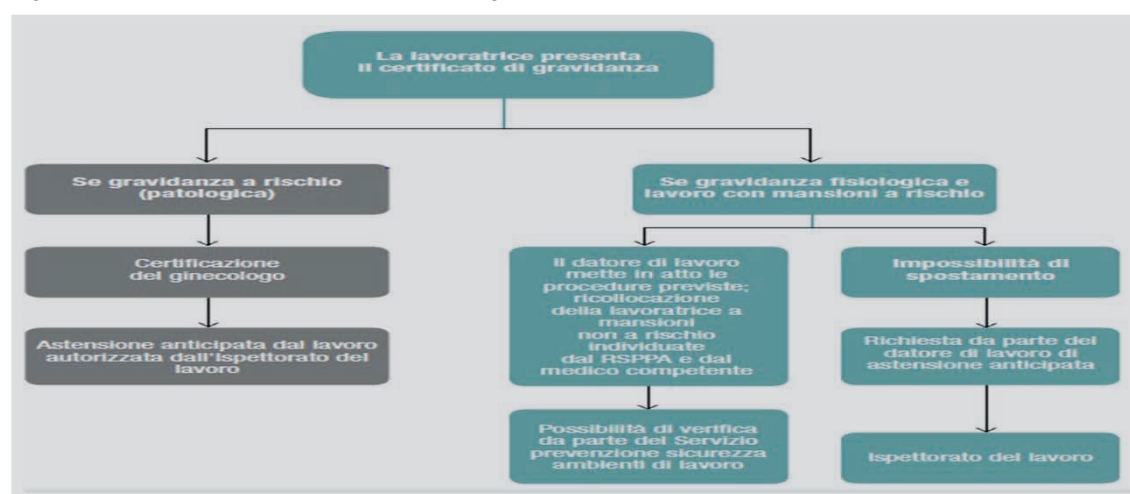 La lavoratrice presenta
il certificato di gravidanza
Se gravidanza a rischio
(patologica)
Certificazione
del ginecologo
Astensione anticipata dal lavoro
autorizzata dall'Ispettorato del
lavoro
Se gravidanza fisiologica e
lavoro con mansioni a rischio
Il datore di lavoro
mette in atto le
procedure previste;
ricollocazione
della lavoratrice a
mansioni
non a rischio
individuate
dal RSPPA e dal
medico competente
Possibilità di verifica
da parte del Servizio
prevenzione sicurezza
ambienti di lavoro
Impossibilità di
spostamento
Richiesta da parte del
datore di lavoro di
astensione anticipata
Ispettorato del lavoro